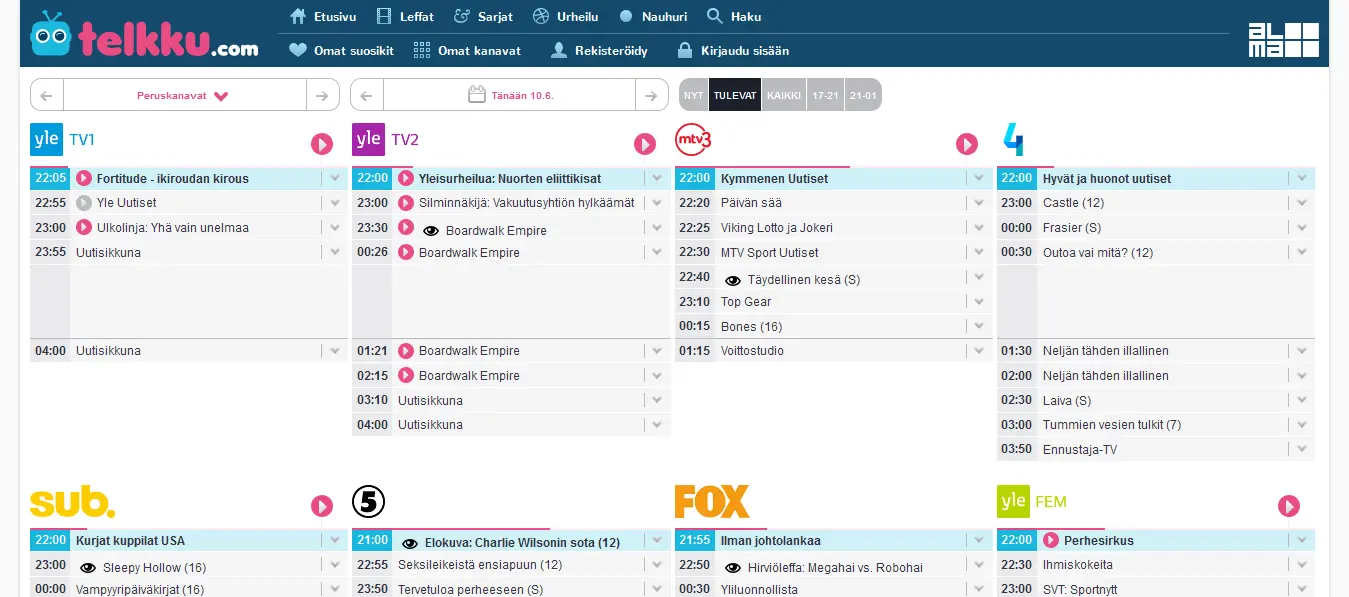 telkku.com
Etusivu Leffat Sarjat Urheilu Nauhuri Haku
Omat suosikit Omat kanavat Rekisteröidy Kirjaudu sisään
ALMA
Peruskanavat
Tänään 10.6.
NYT TULEVAT KAIKKI 17-21 21-01
yle TV1
22:05 Fortitude - ikiroudan kirous
22:55 Yle Uutiset
23:00 Ulkolinja: Yhä vain unelmaa
23:55 Uutisikkuna
04:00 Uutisikkuna
yle TV2
22:00 Yleisurheilua: Nuorten eliittikisat
23:00 Silminnäkijä: Vakuutusyhtiön hylkäämät
23:30 Boardwalk Empire
00:26 Boardwalk Empire
01:21 Boardwalk Empire
02:15 Boardwalk Empire
03:10 Uutisikkuna
04:00 Uutisikkuna
mtv3
22:00 Kymmenen Uutiset
22:20 Päivän sää
22:25 Viking Lotto ja Jokeri
22:30 MTV Sport Uutiset
22:40 Täydellinen kesä (S)
23:10 Top Gear
00:15 Bones (16)
01:15 Voittostudio
4
22:00 Hyvät ja huonot uutiset
23:00 Castle (12)
00:00 Frasier (S)
00:30 Outoa vai mitä? (12)
01:30 Neljän tähden illallinen
02:00 Neljän tähden illallinen
02:30 Laiva (S)
03:00 Tummien vesien tulkit (7)
03:50 Ennustaja-TV
sub.
22:00 Kurjat kuppilat USA
23:00 Sleepy Hollow (16)
00:00 Vampyyripäiväkirjat (16)
5
21:00 Elokuva: Charlie Wilsonin sota (12)
22:55 Seksileikeistä ensiapuun (12)
23:50 Tervetuloa perheeseen (S)
FOX
21:55 Ilman johtolankaa
22:50 Hirviöleffa: Megahai vs. Robohai
00:30 Yliluonnollista
yle FEM
22:00 Perhesirkus
22:30 Ihmiskokeita
23:00 SVT: Sportnytt